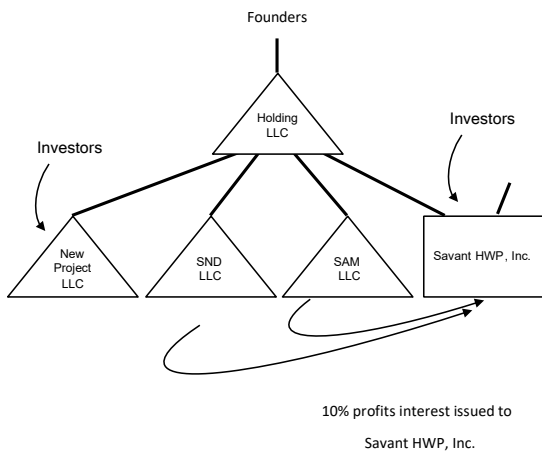 Founders
Holding
LLC
Investors
Investors
New
Project
LLC
SND
LLC
SAM
LLC
Savant HWP, Inc.
10% profits interest issued to
Savant HWP, Inc.